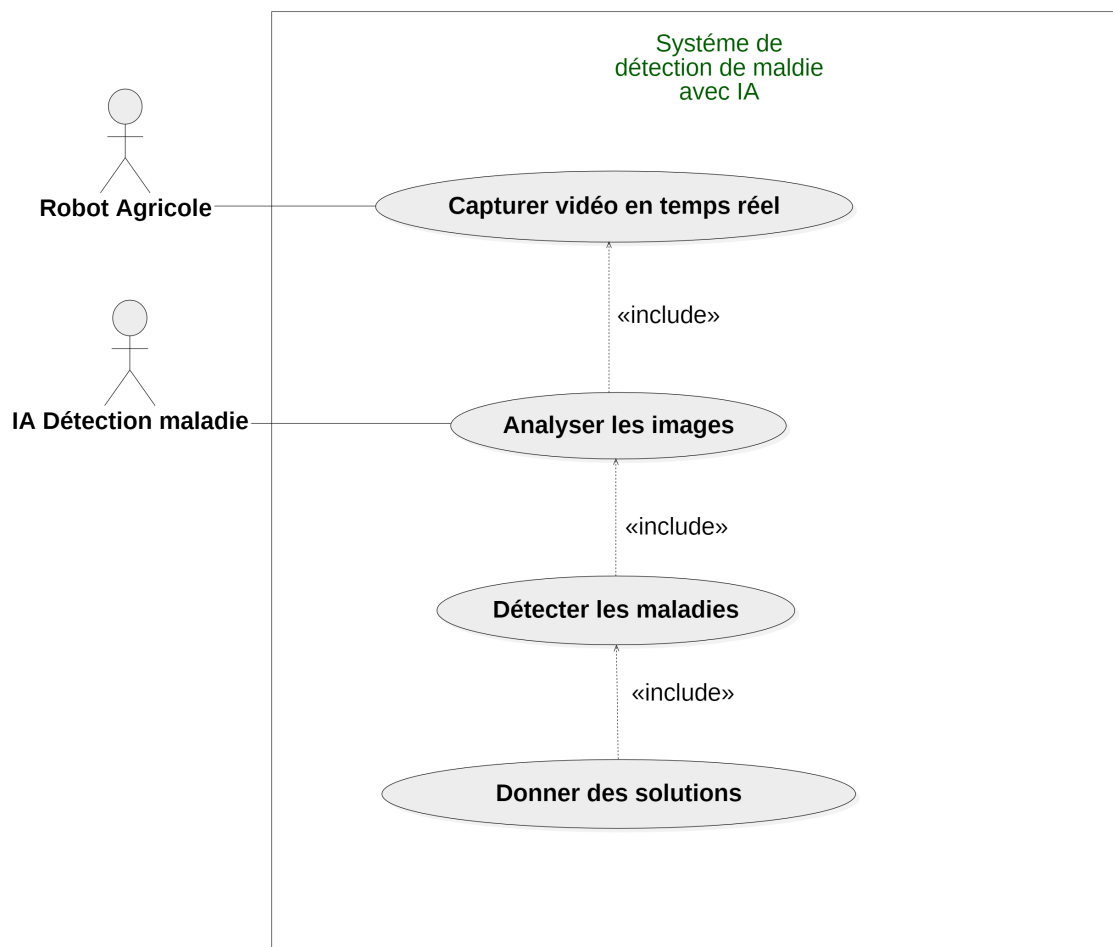 Systéme de
détection de maldie
avec IA
Robot Agricole
Capturer vidéo en temps réel
«include»
IA Détection maladie
Analyser les images
«include»
Détecter les maladies
«include»
Donner des solutions